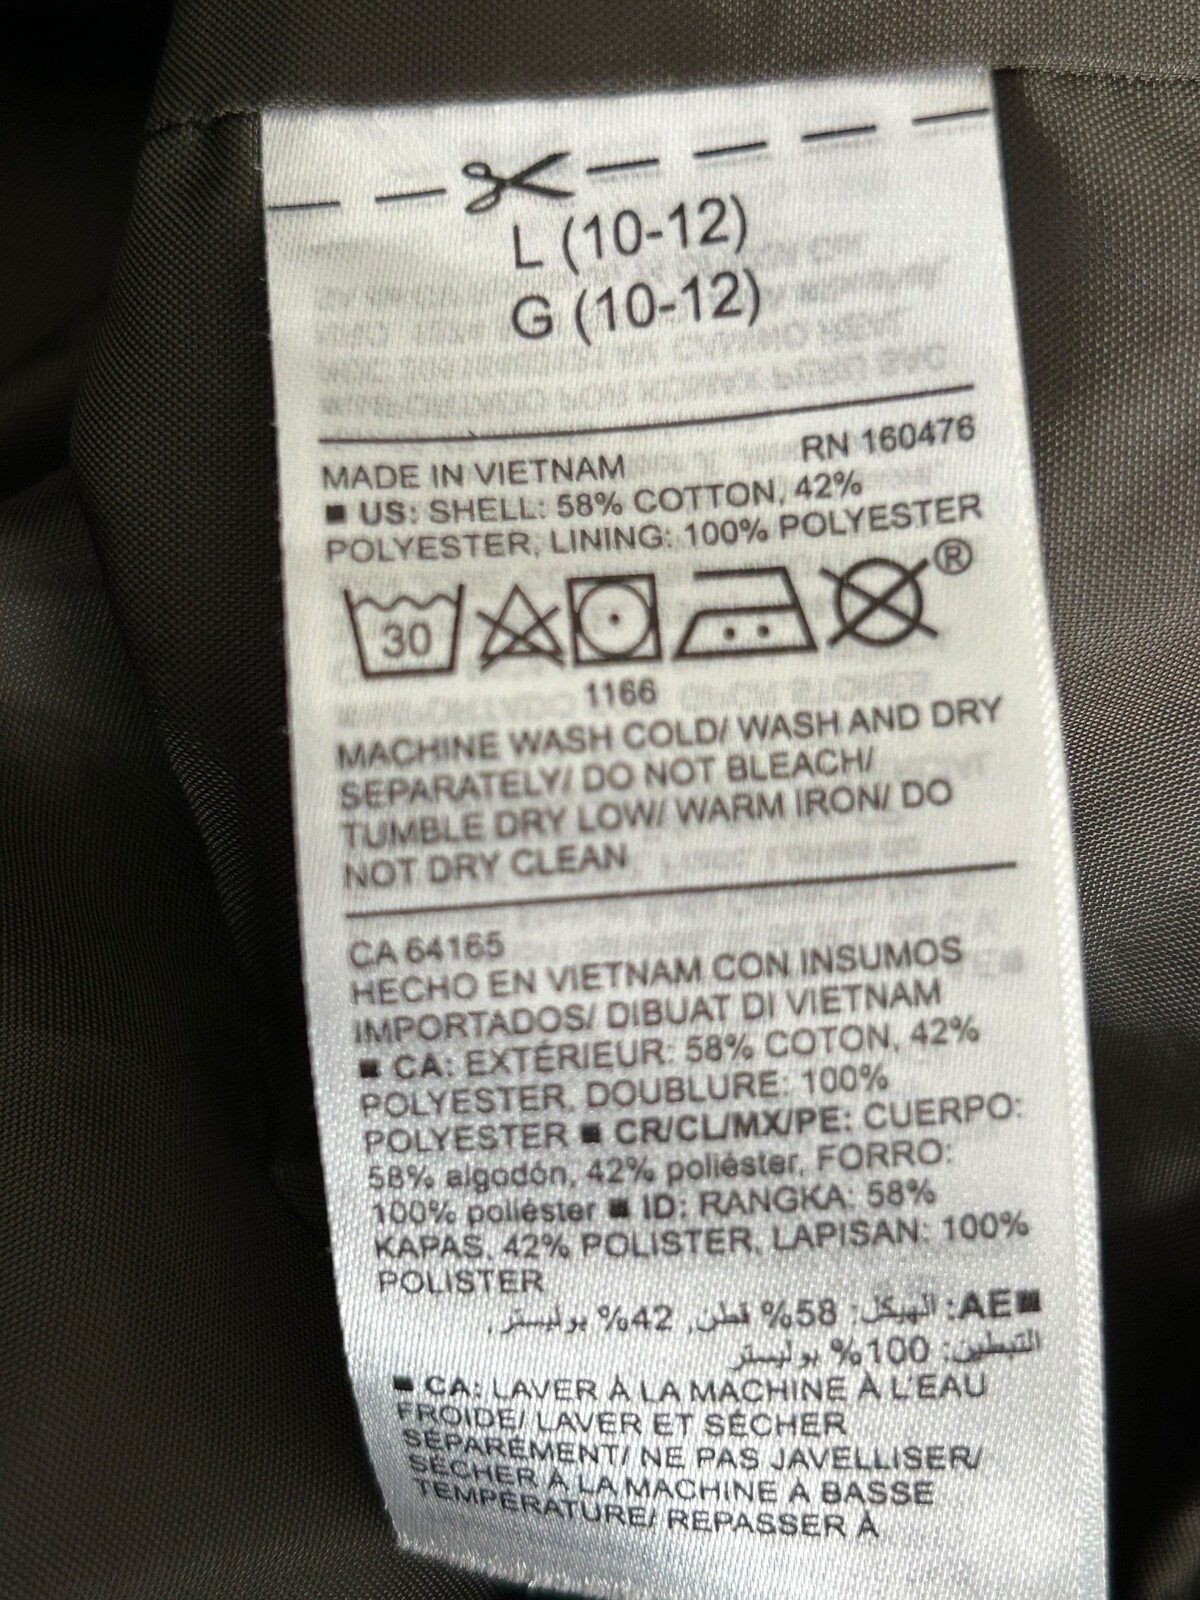 L (10-12)
G (10-12)
MADE IN VIETNAM RN 160476
■ US: SHELL: 58% COTTON, 42%
POLYESTER, LINING: 100% POLYESTER
30
®
1166
MACHINE WASH COLD/ WASH AND DRY
SEPARATELY/ DO NOT BLEACH/
TUMBLE DRY LOW/ WARM IRON/ DO
NOT DRY CLEAN
CA 64165
HECHO EN VIETNAM CON INSUMOS
IMPORTADOS/ DIBUAT DI VIETNAM
■ CA: EXTÉRIEUR: 58% COTON, 42%
POLYESTER, DOUBLURE: 100%
POLYESTER ■ CR/CL/MX/PE: CUERPO:
58% algodón, 42% poliéster, FORRO:
100% poliéster ■ ID: RANGKA: 58%
KAPAS, 42% POLISTER, LAPISAN: 100%
POLISTER
■AE: الهيكل: 58% قطن, 42% بوليستر,
التبطين: 100% بوليستر
■ CA: LAVER À LA MACHINE À L'EAU
FROIDE/ LAVER ET SÉCHER
SÉPARÉMENT/ NE PAS JAVELLISER/
SÉCHER À LA MACHINE À BASSE
TEMPÉRATURE/ REPASSER À